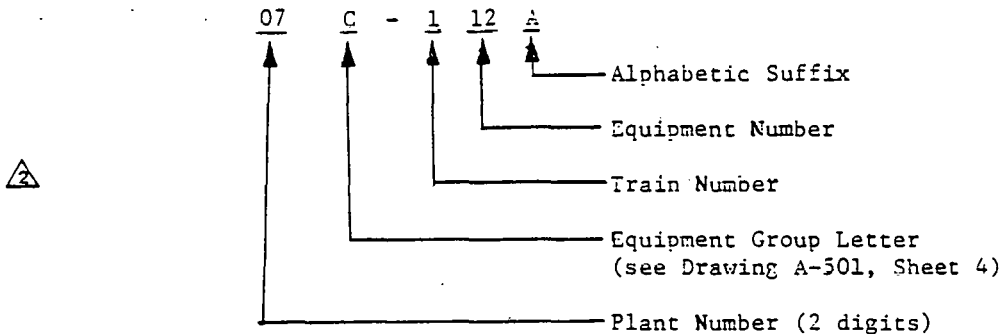 07 C - 1 12 A
Alphabetic Suffix
Equipment Number
2
Train Number
Equipment Group Letter
(see Drawing A-501, Sheet 4)
Plant Number (2 digits)